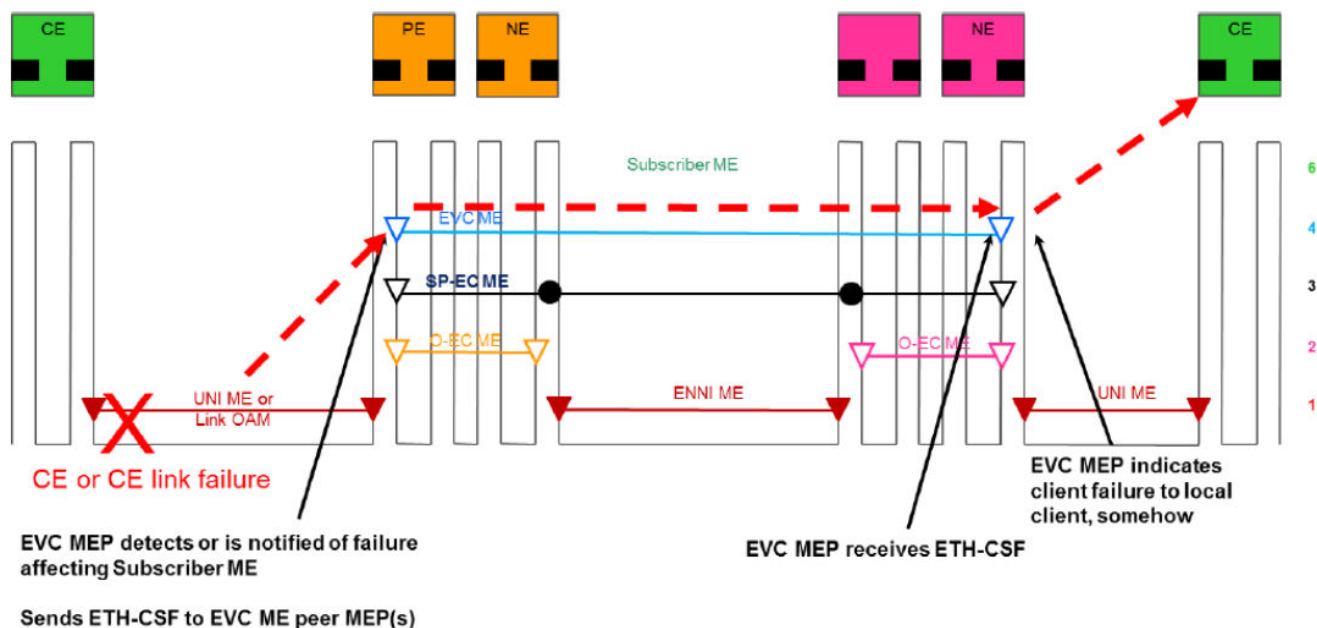 CE
PE
NE
NE
CE
Subscriber ME
6
EVC ME
4
SP-EC ME
3
O-EC ME
O-EC ME
2
UNI ME or
Link OAM
ENNI ME
UNI ME
1
CE or CE link failure
EVC MEP detects or is notified of failure
affecting Subscriber ME
Sends ETH-CSF to EVC ME peer MEP(s)
EVC MEP receives ETH-CSF
EVC MEP indicates
client failure to local
client, somehow